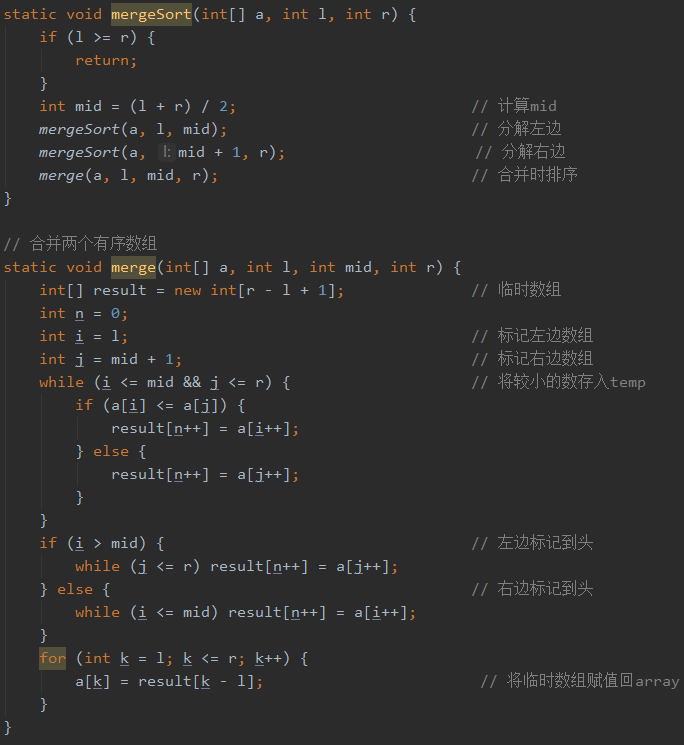 static void mergeSort(int[] a, int l, int r) {
if (l >= r) {
return;
}
int mid = (l + r) / 2; // 计算mid
mergeSort(a, l, mid); // 分解左边
mergeSort(a, l: mid + 1, r); // 分解右边
merge(a, l, mid, r); // 合并时排序
}
// 合并两个有序数组
static void merge(int[] a, int l, int mid, int r) {
int[] result = new int[r - l + 1]; // 临时数组
int n = 0;
int i = l; // 标记左边数组
int j = mid + 1; // 标记右边数组
while (i <= mid && j <= r) { // 将较小的数存入temp
if (a[i] <= a[j]) {
result[n++] = a[i++];
} else {
result[n++] = a[j++];
}
}
if (i > mid) { // 左边标记到头
while (j <= r) result[n++] = a[j++];
} else { // 右边标记到头
while (i <= mid) result[n++] = a[i++];
}
for (int k = l; k <= r; k++) {
a[k] = result[k - l]; // 将临时数组赋值回array
}
}